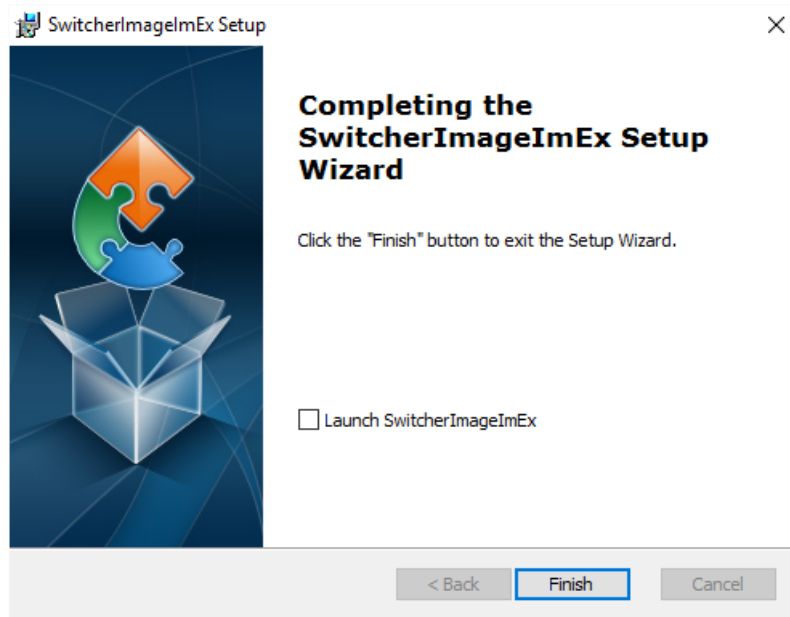 SwitcherImageImEx Setup
Completing the
SwitcherImageImEx Setup
Wizard
Click the "Finish" button to exit the Setup Wizard.
Launch SwitcherImageImEx
< Back
Finish
Cancel